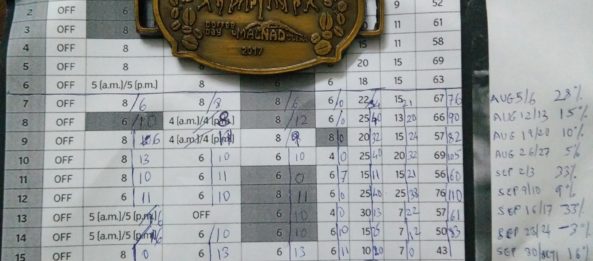 2 OFF 9 52
3 OFF 8 11 61
4 OFF 8 15 11 58
5 OFF 8 20 15 69
6 OFF 5 (a.m.)/5 (p.m.) 8 6 6 18 15 63
COFFEE DAY MALNAD
2017
7 OFF 8/6 8/8 8/6 6/0 22 15/21 67/76
8 OFF 6/10 4 (a.m.)/4 (p.m.) 8/12 6/0 25/40 13/20 66/90
9 OFF 8 4 (a.m.)/4 (p.m.) 8/9 8/0 20/32 15/24 57/82
10 OFF 8/13 6/10 6/10 4/0 25/40 20/32 69/105
11 OFF 8/10 6/11 6/0 6/7 15/11 15/21 56/60
12 OFF 6/11 6/10 8/11 6/0 25/40 25/38 76/110
13 OFF 5 (p.m.)/5 (p.m.) OFF 6/10 4/0 30/13 7/22 57/61
14 OFF 5 (a.m.)/5 (p.m.) 6/10 6/10 6/0 15/25 7/12 50
15 OFF 8/0 6/13 6/13 6/11 10/20 7/0 43
AUG 5/6 23%
AUG 12/13 15%
AUG 19/20 10%
AUG 26/27 5%
SEP 2/3 33%
SEP 9/10 9%
SEP 16/17 33%
SEP 23/24 -3%
SEP 30/OCT1 16%